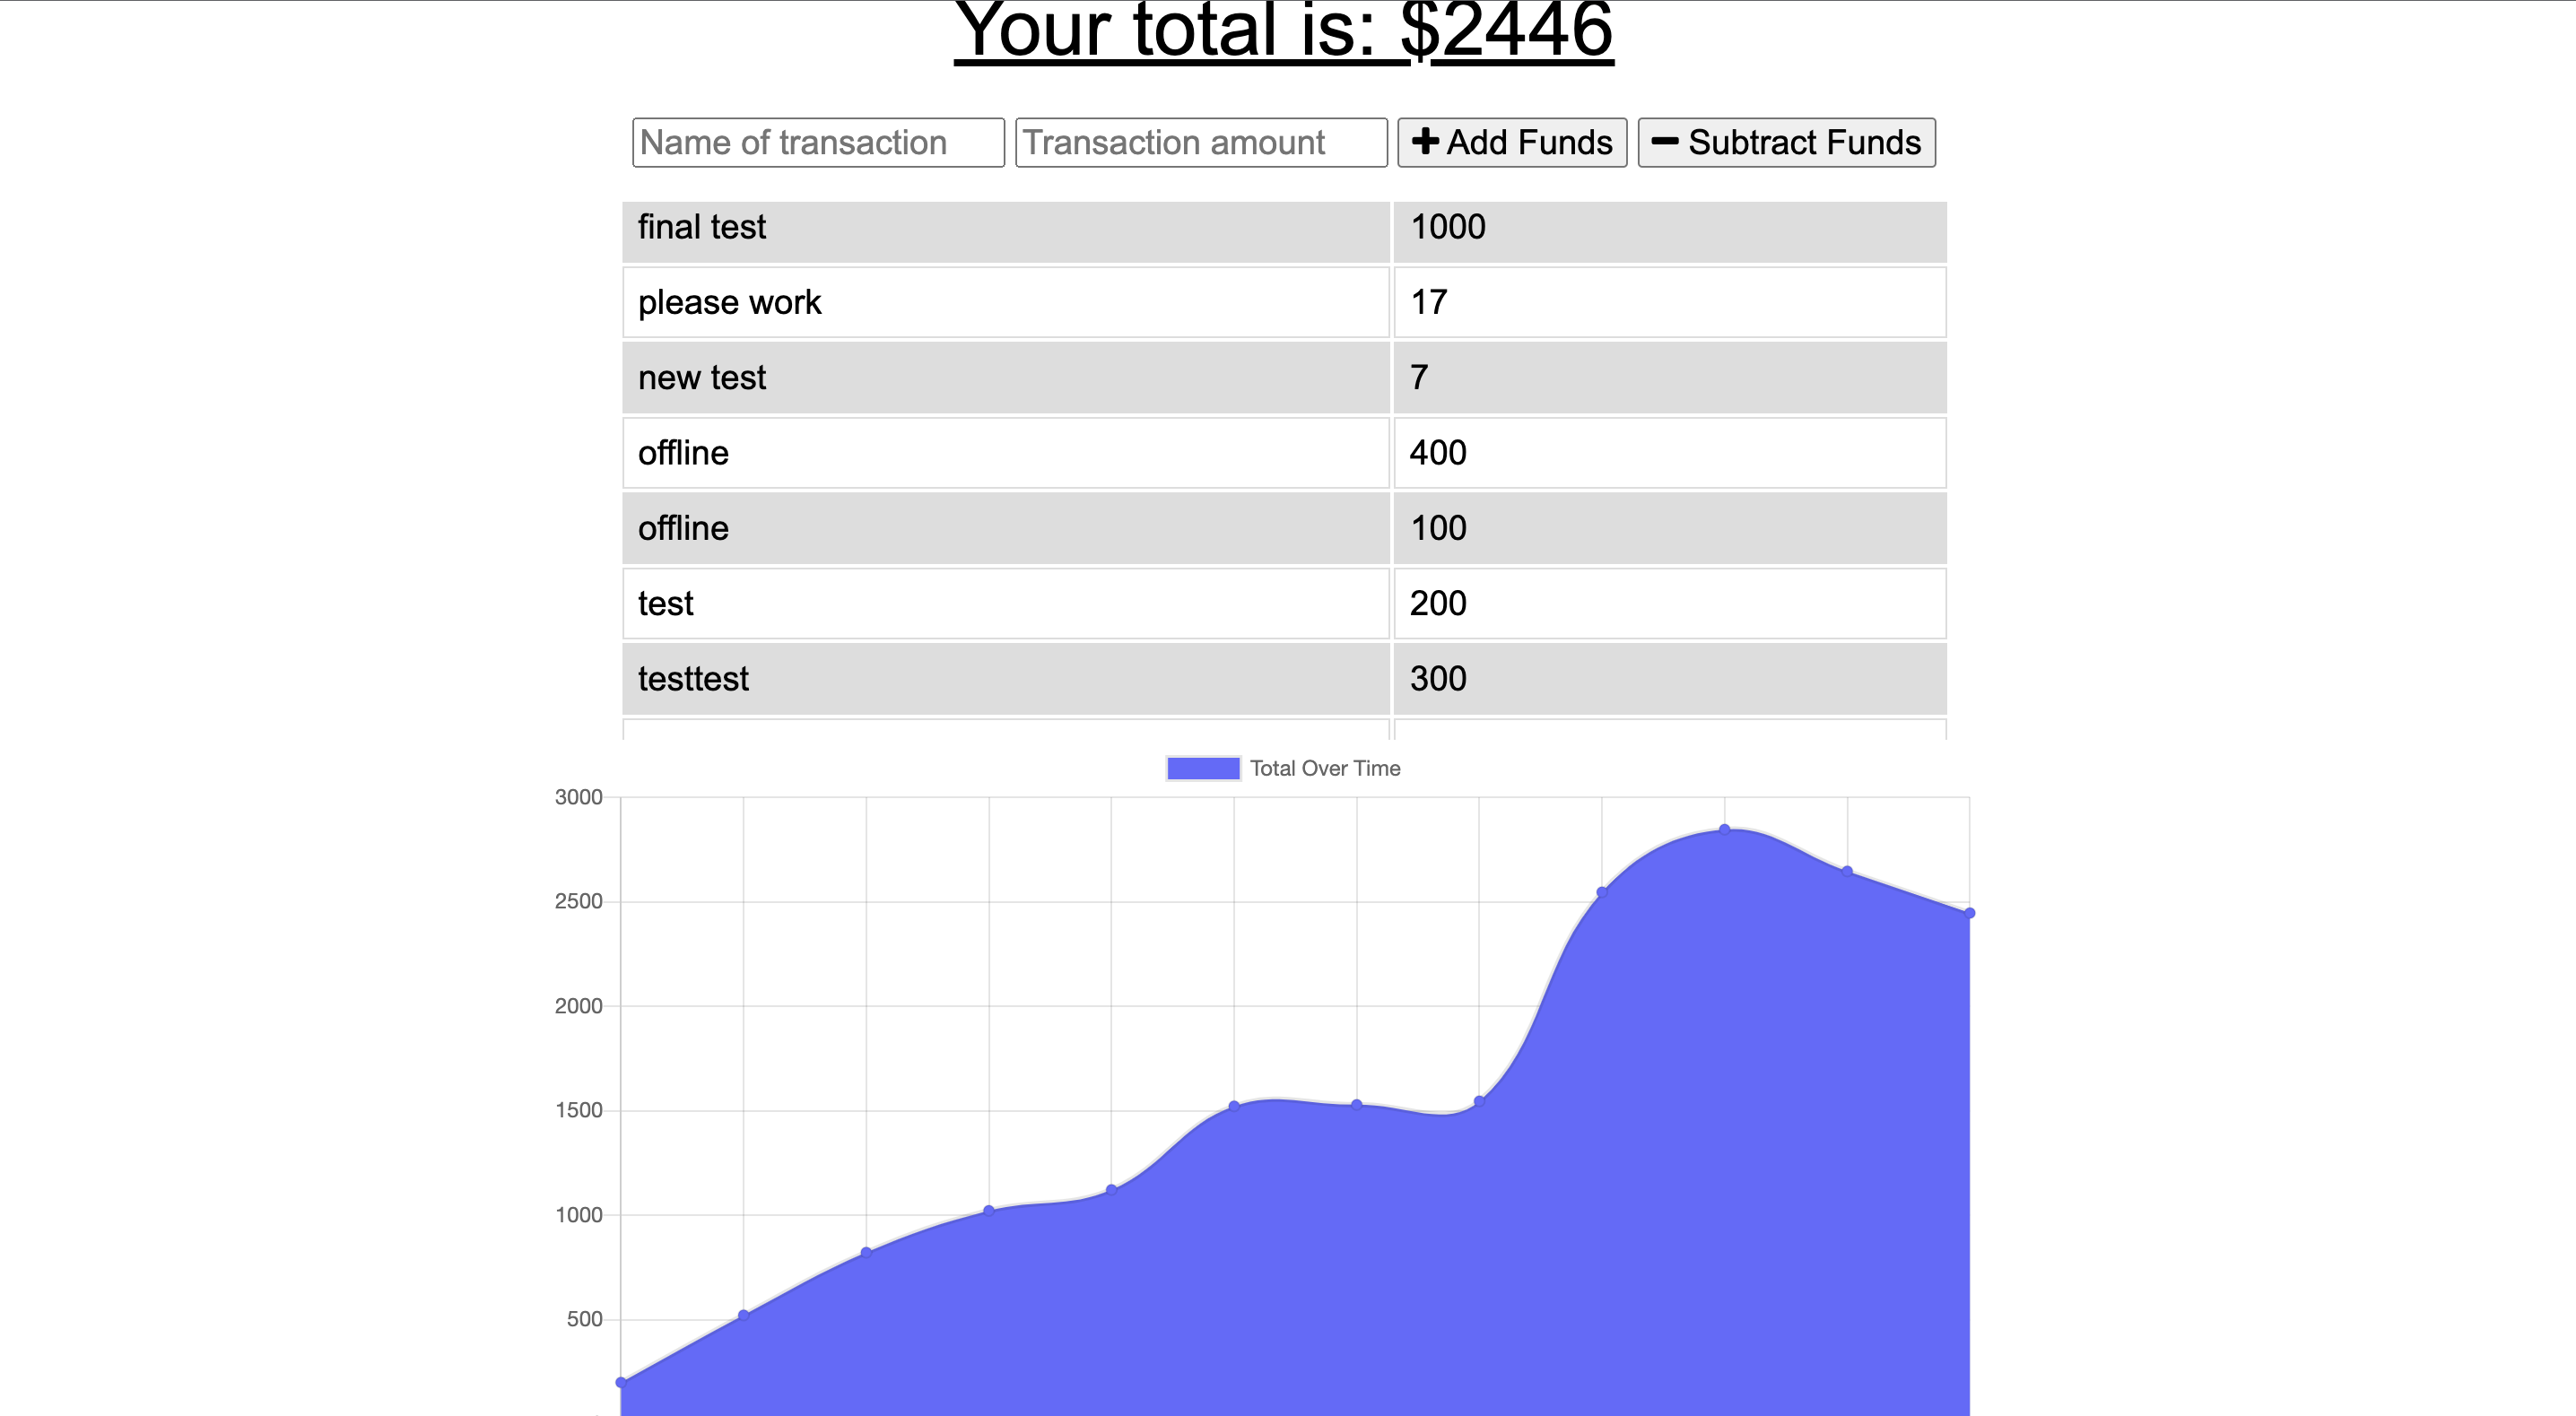 Your total is: $2446
Name of transaction Transaction amount Add Funds Subtract Funds
final test 1000
please work 17
new test 7
offline 400
offline 100
test 200
testtest 300
Total Over Time
3000
2500
2000
1500
1000
500